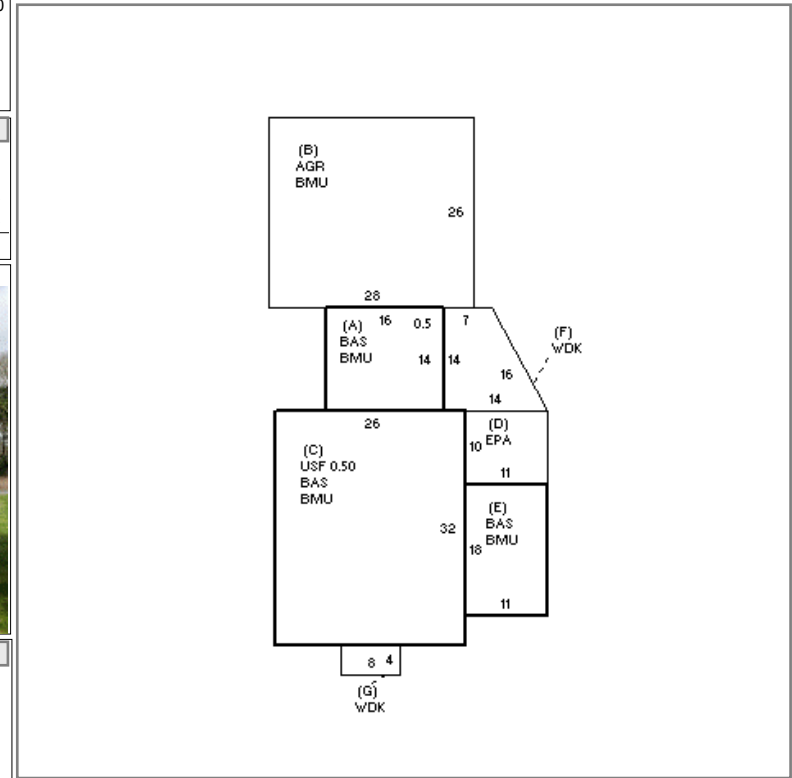 (B)
AGR
BMU
26
28
(A)
BAS
BMU
16
0.5
14
7
14
16
14
(F)
WDK
26
(C)
USF 0.50
BAS
BMU
32
(D)
EPA
10
11
(E)
BAS
BMU
18
11
8 4
(G)
WDK